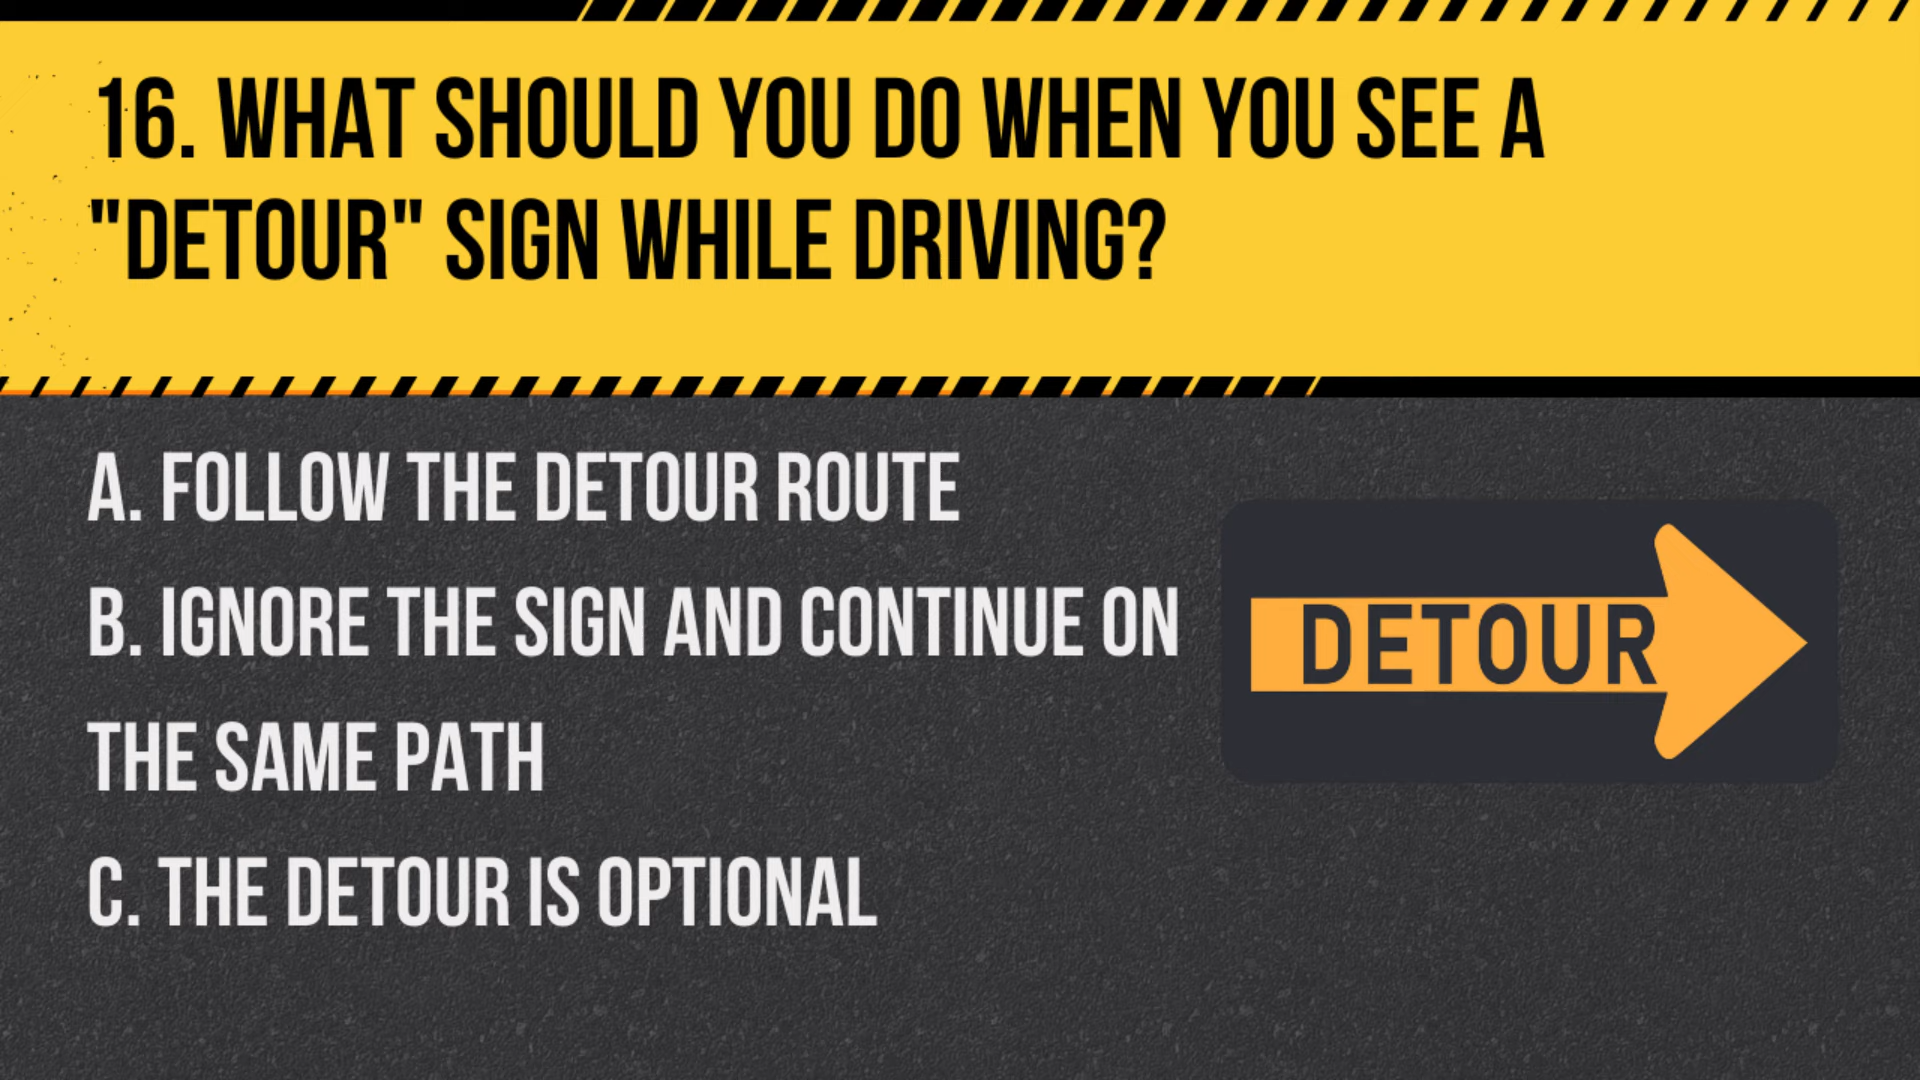 16. WHAT SHOULD YOU DO WHEN YOU SEE A
"DETOUR" SIGN WHILE DRIVING?
A. FOLLOW THE DETOUR ROUTE
B. IGNORE THE SIGN AND CONTINUE ON
THE SAME PATH
C. THE DETOUR IS OPTIONAL
DETOUR